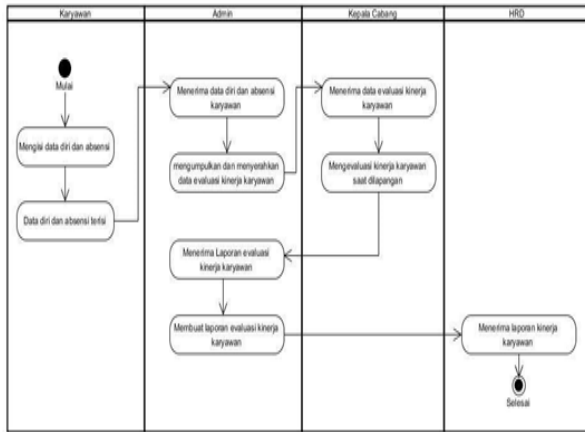 Karyawan
Admin
Kepala Cabang
HRD
Mulai
Mengisi data diri dan absensi
Data diri dan absensi terisi
Menerima data diri dan absensi
karyawan
mengumpulkan dan menyerahkan
data evaluasi kinerja karyawan
Menerima data evaluasi kinerja
karyawan
Mengevaluasi kinerja karyawan
saat dilapangan
Menerima Laporan evaluasi
kinerja karyawan
Membuat laporan evaluasi kinerja
karyawan
Menerima laporan kinerja
karyawan
Selesai